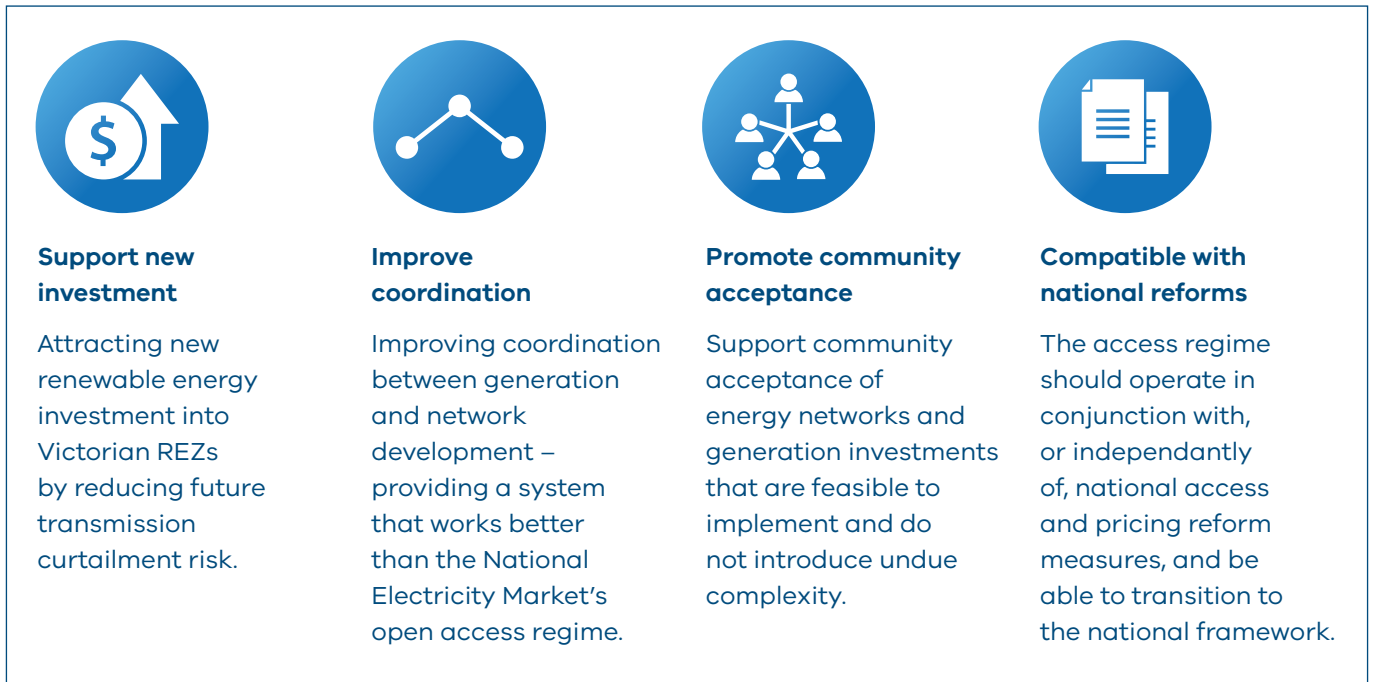 $
Support new
investment
Attracting new
renewable energy
investment into
Victorian REZs
by reducing future
transmission
curtailment risk.
Improve
coordination
Improving coordination
between generation
and network
development –
providing a system
that works better
than the National
Electricity Market’s
open access regime.
Promote community
acceptance
Support community
acceptance of
energy networks and
generation investments
that are feasible to
implement and do
not introduce undue
complexity.
Compatible with
national reforms
The access regime
should operate in
conjunction with,
or independantly
of, national access
and pricing reform
measures, and be
able to transition to
the national framework.